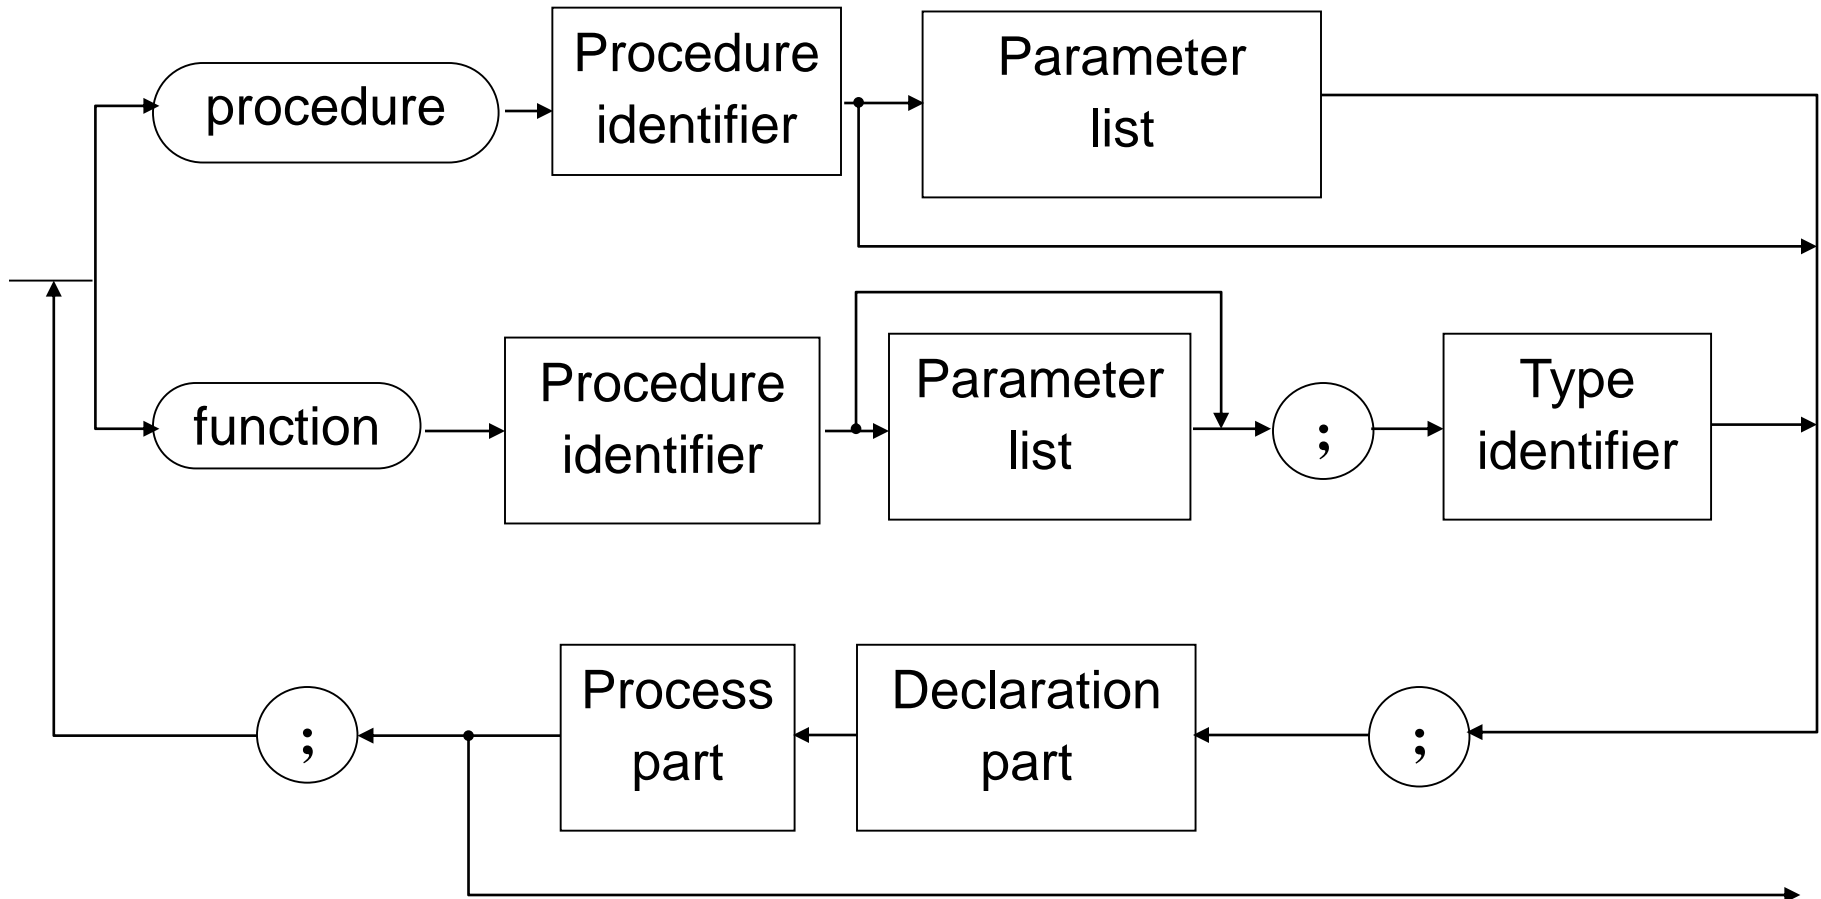 procedure
Procedure
identifier
Parameter
list
function
Procedure
identifier
Parameter
list
;
Type
identifier
;
Process
part
Declaration
part
;